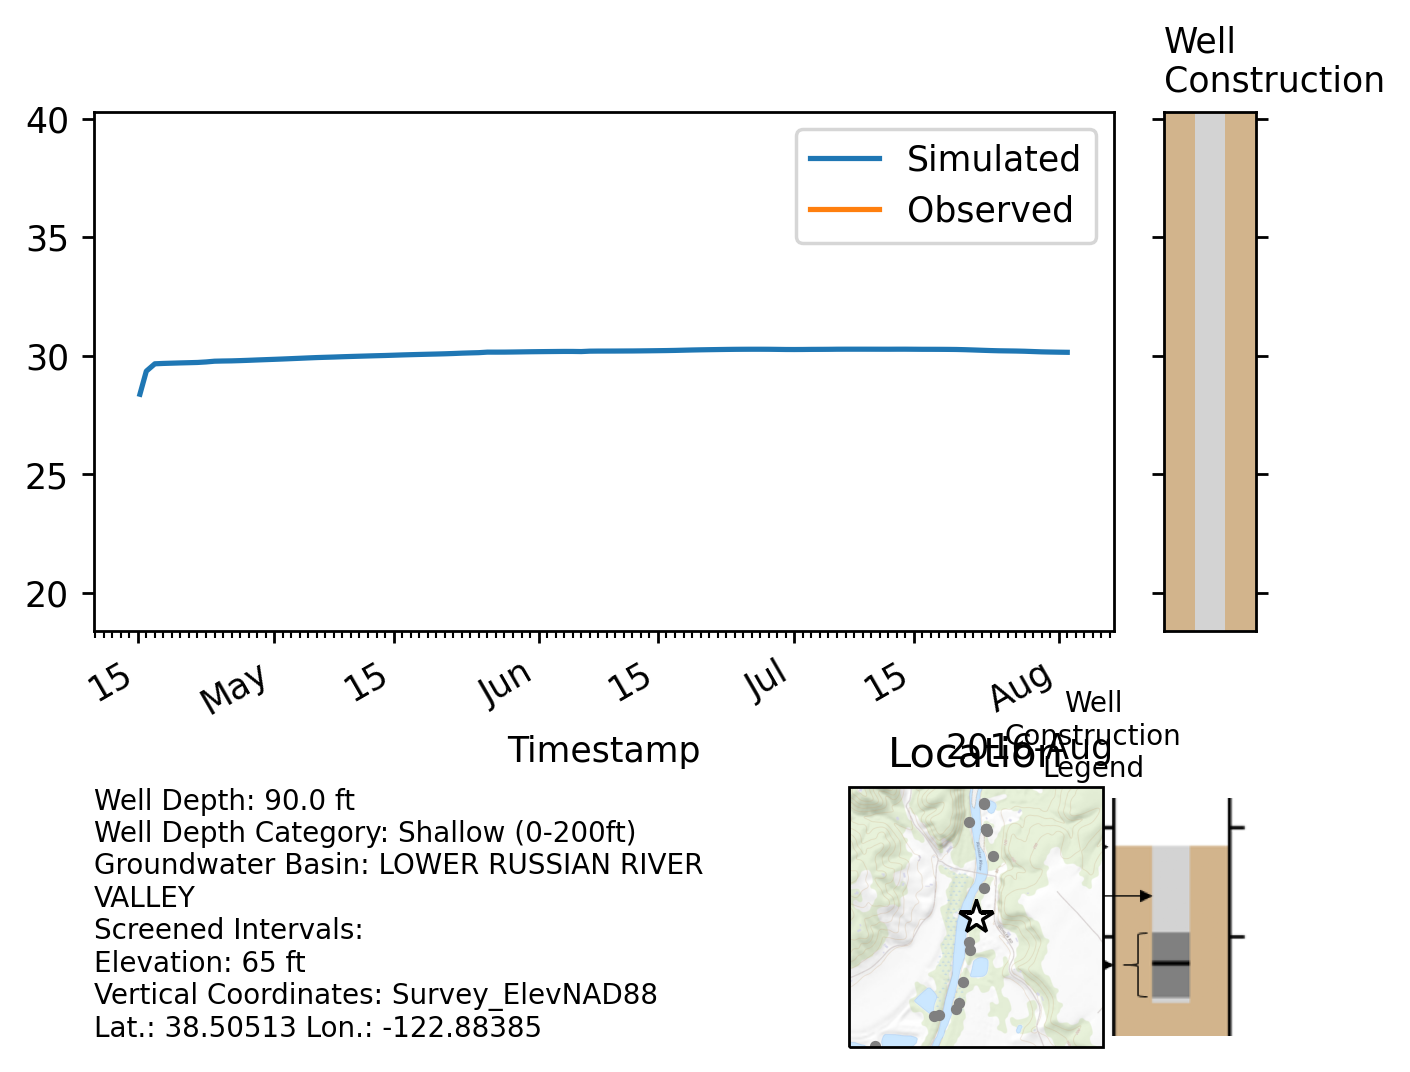 Well
Construction
40
35
30
25
20
Simulated
Observed
15
May
15
Jun
15
Jul
15
Aug
Timestamp
2016-Aug
Well
Construction
Legend
Location
Well Depth: 90.0 ft
Well Depth Category: Shallow (0-200ft)
Groundwater Basin: LOWER RUSSIAN RIVER
VALLEY
Screened Intervals:
Elevation: 65 ft
Vertical Coordinates: Survey_ElevNAD88
Lat.: 38.50513 Lon.: -122.88385